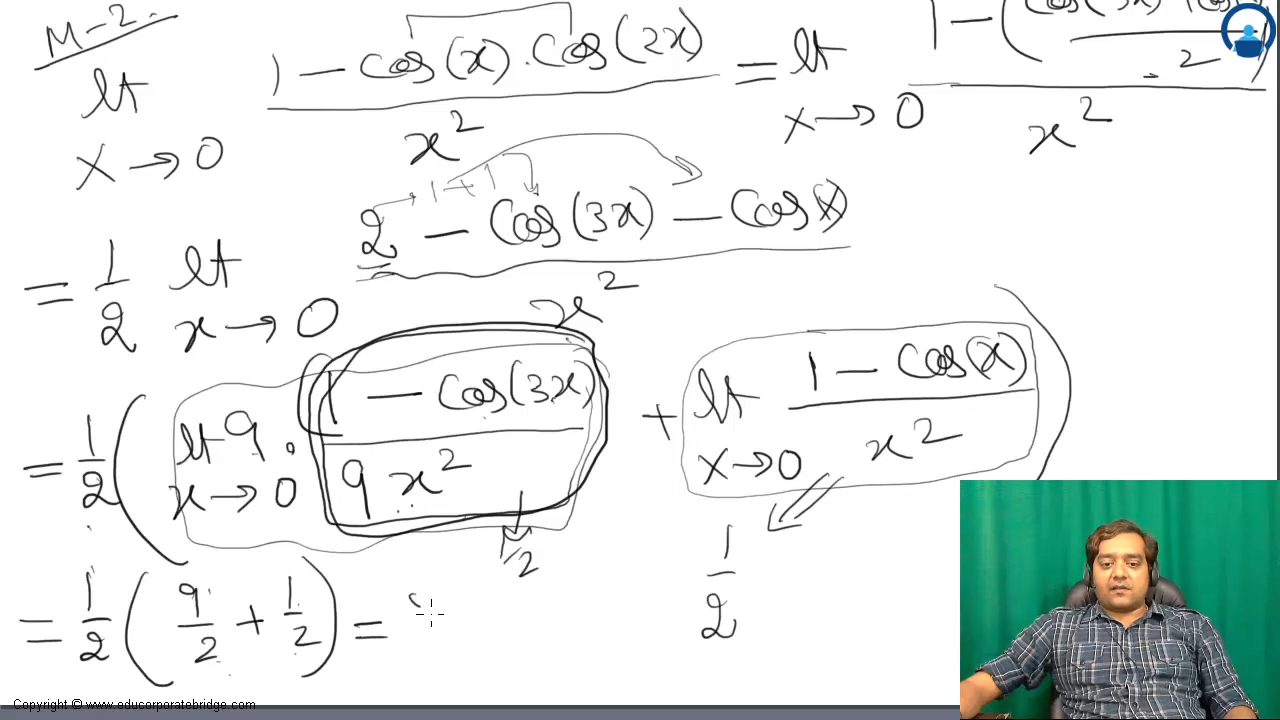 M-2.
lt x→0 (1 - cos(x).cos(2x))/x² = lt x→0 (1 - (cos(3x) cos /2))/x²
1+1
= 1/2 lt x→0 (2 - cos(3x) - cos x)/x²
= 1/2 ( lt x→0 9 . (1 - cos(3x))/9x² + lt x→0 (1 - cos(x))/x² )
1/2 1/2
= 1/2 ( 9/2 + 1/2 ) =
Copyright © www.educorporatebridge.com